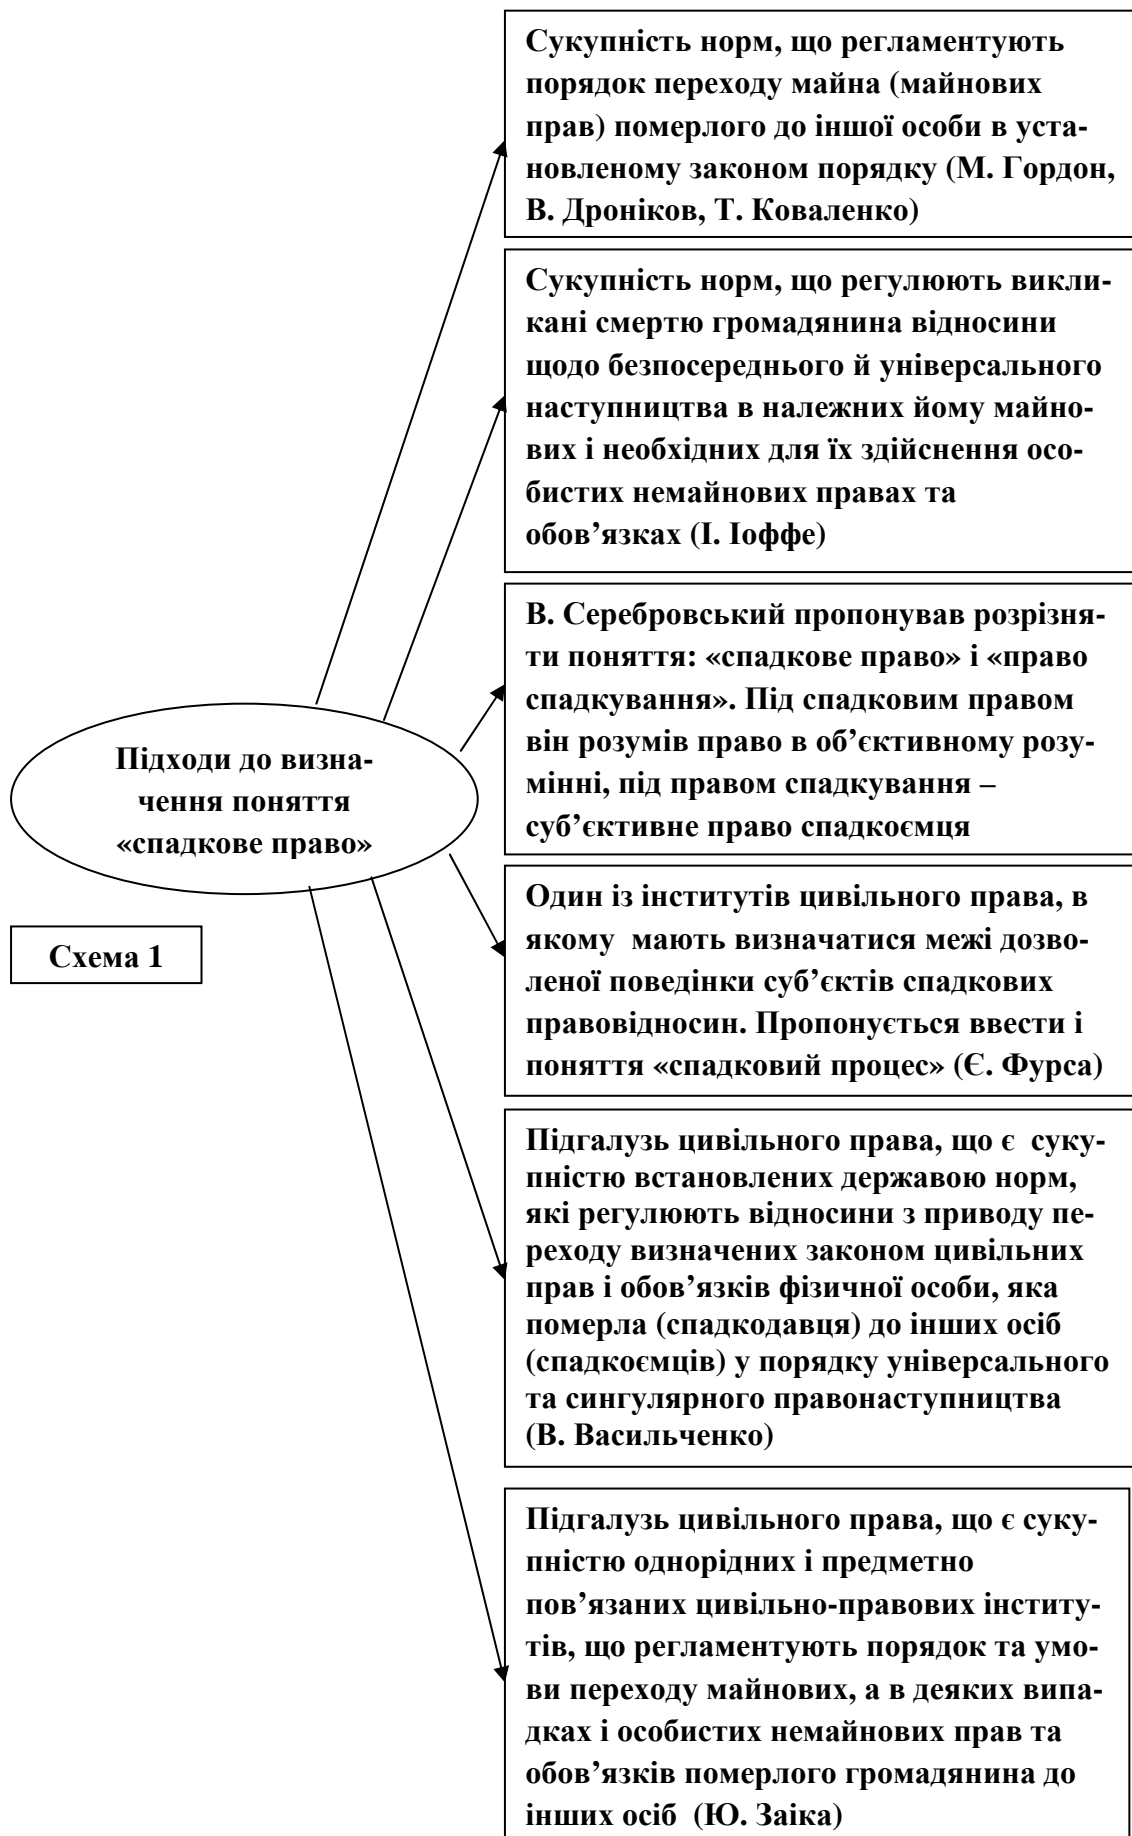 Сукупність норм, що регламентують
порядок переходу майна (майнових
прав) померлого до іншої особи в уста-
новленому законом порядку (М. Гордон,
В. Дроніков, Т. Коваленко)
Сукупність норм, що регулюють викли-
кані смертю громадянина відносини
щодо безпосереднього й універсального
наступництва в належних йому майно-
вих і необхідних для їх здійснення осо-
бистих немайнових правах та
обов’язках (І. Іоффе)
В. Серебровський пропонував розрізня-
ти поняття: «спадкове право» і «право
спадкування». Під спадковим правом
він розумів право в об’єктивному розу-
мінні, під правом спадкування –
суб’єктивне право спадкоємця
Підходи до визна-
чення поняття
«спадкове право»
Схема 1
Один із інститутів цивільного права, в
якому  мають визначатися межі дозво-
леної поведінки суб’єктів спадкових
правовідносин. Пропонується ввести і
поняття «спадковий процес» (Є. Фурса)
Підгалузь цивільного права, що є  суку-
пністю встановлених державою норм,
які регулюють відносини з приводу пе-
реходу визначених законом цивільних
прав і обов’язків фізичної особи, яка
померла (спадкодавця) до інших осіб
(спадкоємців) у порядку універсального
та сингулярного правонаступництва
(В. Васильченко)
Підгалузь цивільного права, що є суку-
пністю однорідних і предметно
пов’язаних цивільно-правових інститу-
тів, що регламентують порядок та умо-
ви переходу майнових, а в деяких випа-
дках і особистих немайнових прав та
обов’язків померлого громадянина до
інших осіб  (Ю. Заіка)